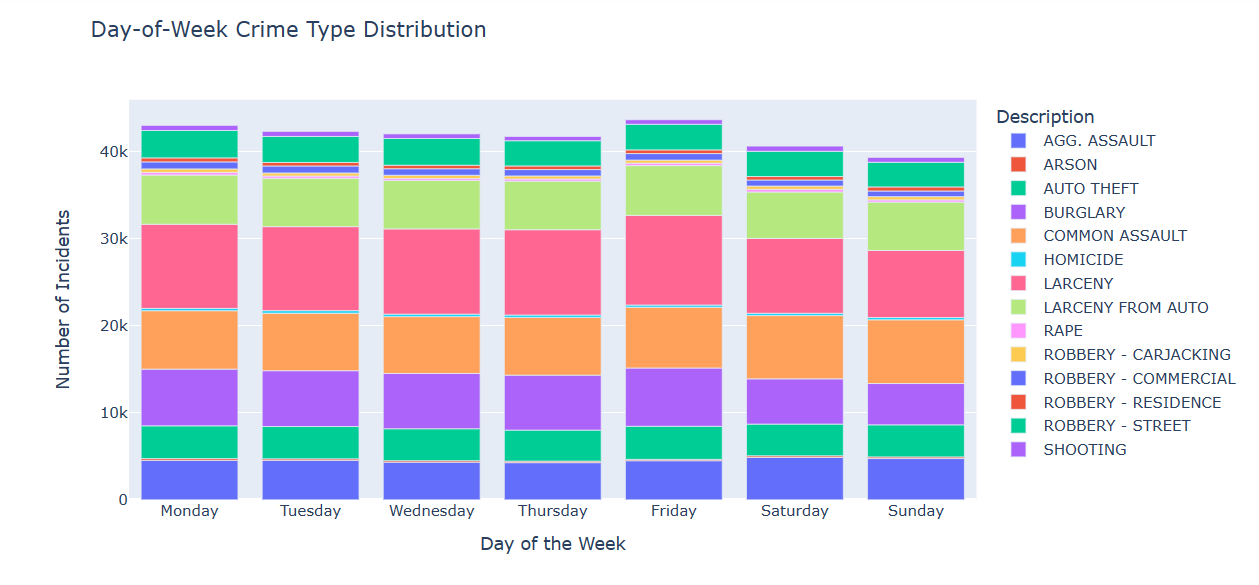 Day-of-Week Crime Type Distribution
Number of Incidents
40k
30k
20k
10k
0
Monday Tuesday Wednesday Thursday Friday Saturday Sunday
Day of the Week
Description
AGG. ASSAULT
ARSON
AUTO THEFT
BURGLARY
COMMON ASSAULT
HOMICIDE
LARCENY
LARCENY FROM AUTO
RAPE
ROBBERY - CARJACKING
ROBBERY - COMMERCIAL
ROBBERY - RESIDENCE
ROBBERY - STREET
SHOOTING